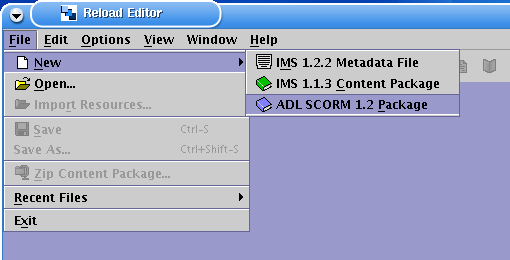 Reload Editor
File Edit Options View Window Help
New
IMS 1.2.2 Metadata File
IMS 1.1.3 Content Package
ADL SCORM 1.2 Package
Open...
Import Resources...
Save Ctrl-S
Save As... Ctrl+Shift-S
Zip Content Package...
Recent Files
Exit